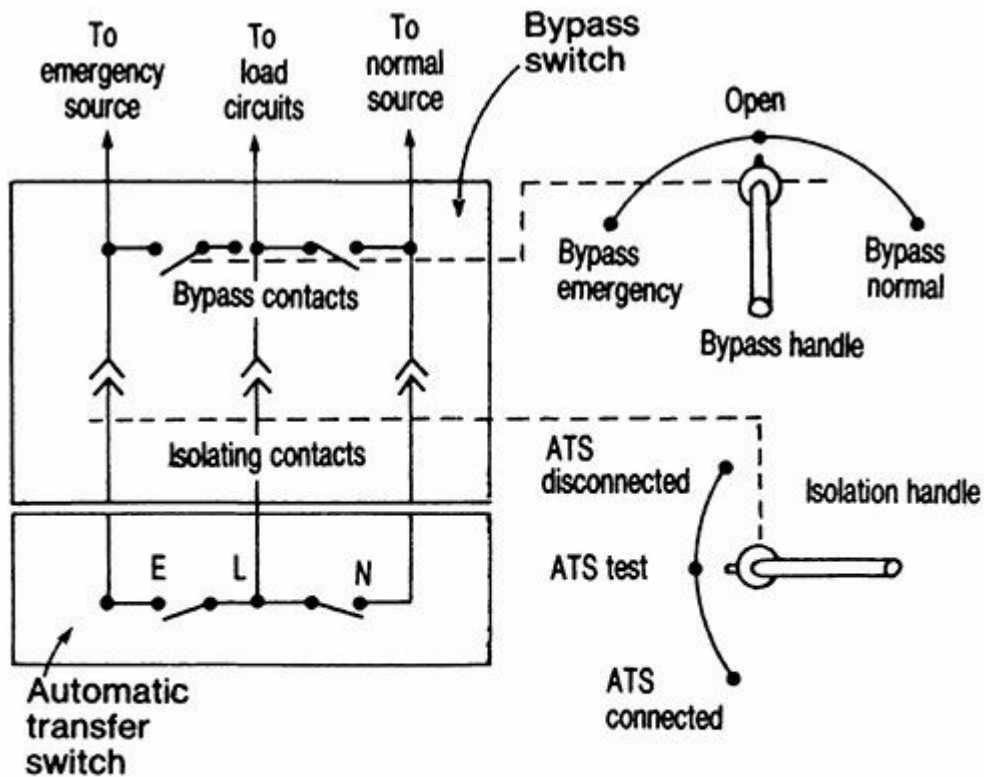 To
emergency
source
To
load
circuits
To
normal
source
Bypass
switch
Open
Bypass
emergency
Bypass
normal
Bypass handle
Bypass contacts
Isolating contacts
ATS
disconnected
Isolation handle
ATS test
ATS
connected
E L N
Automatic
transfer
switch